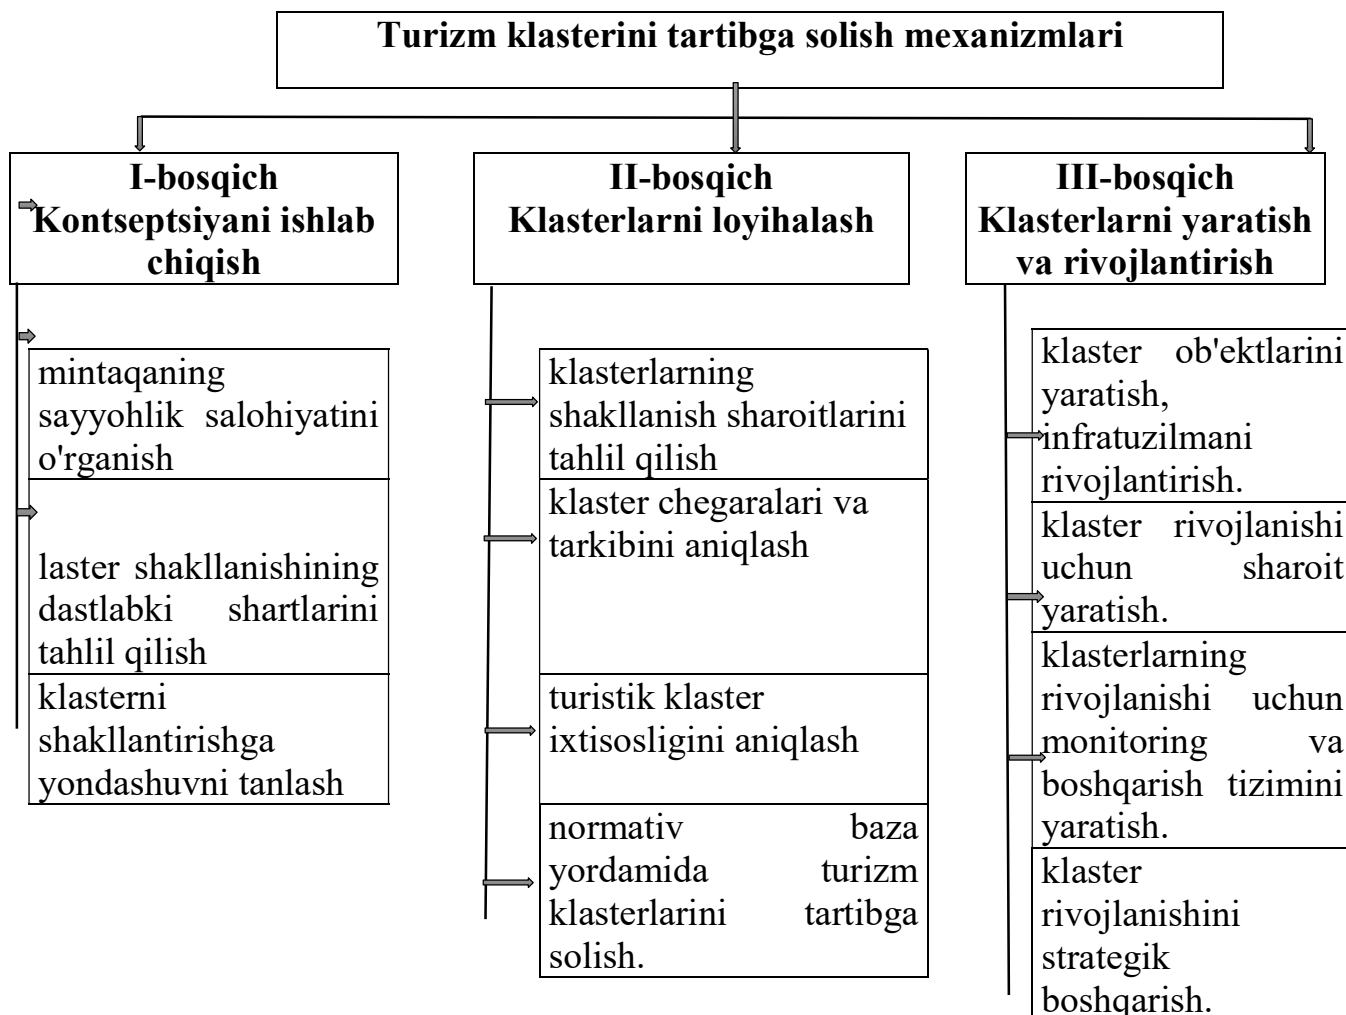 Turizm klasterini tartibga solish mexanizmlari
I-bosqich
Kontseptsiyani ishlab
chiqish
mintaqaning
sayyohlik salohiyatini
o'rganish
laster shakllanishining
dastlabki shartlarini
tahlil qilish
klasterni
shakllantirishga
yondashuvni tanlash
II-bosqich
Klasterlarni loyihalash
klasterlarning
shakllanish sharoitlarini
tahlil qilish
klaster chegaralari va
tarkibini aniqlash
turistik klaster
ixtisosligini aniqlash
normativ baza
yordamida turizm
klasterlarini tartibga
solish.
III-bosqich
Klasterlarni yaratish
va rivojlantirish
klaster ob'ektlarini
yaratish,
infratuzilmani
rivojlantirish.
klaster rivojlanishi
uchun sharoit
yaratish.
klasterlarning
rivojlanishi uchun
monitoring va
boshqarish tizimini
yaratish.
klaster
rivojlanishini
strategik
boshqarish.